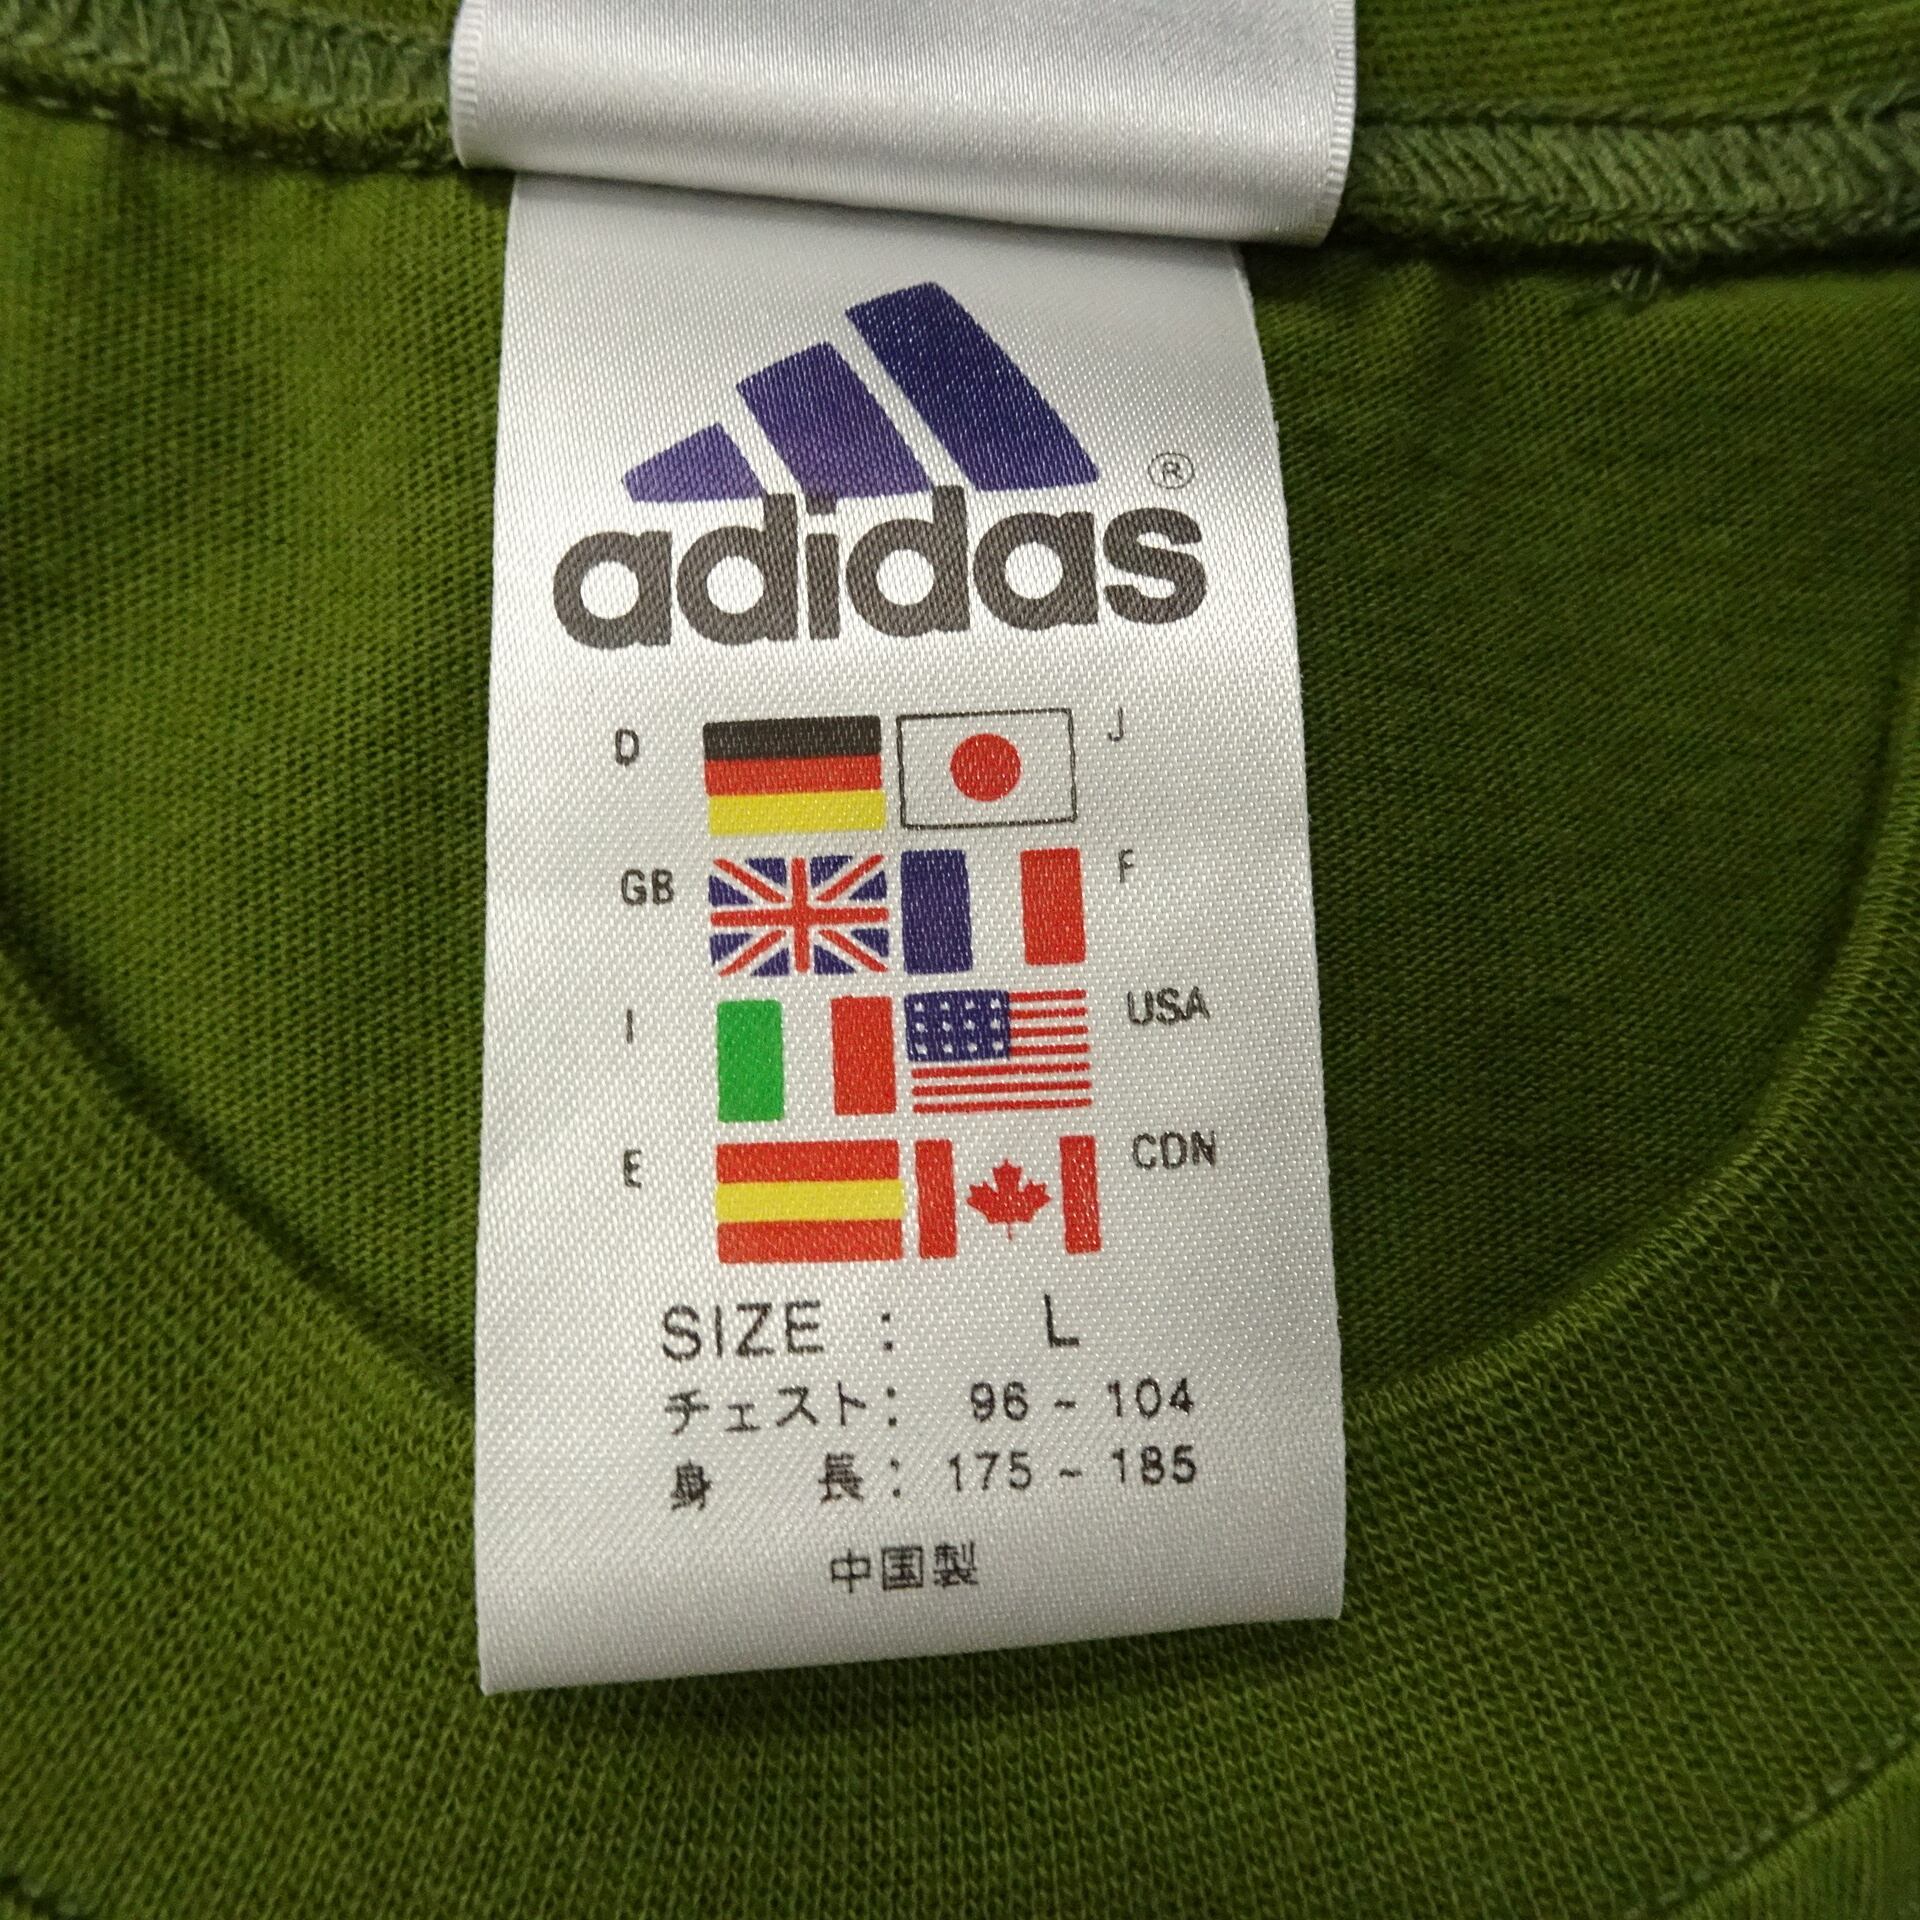 adidas®
D J
GB F
I USA
E CDN
SIZE : L
チェスト: 96 ~ 104
身 長: 175 ~ 185
中国製